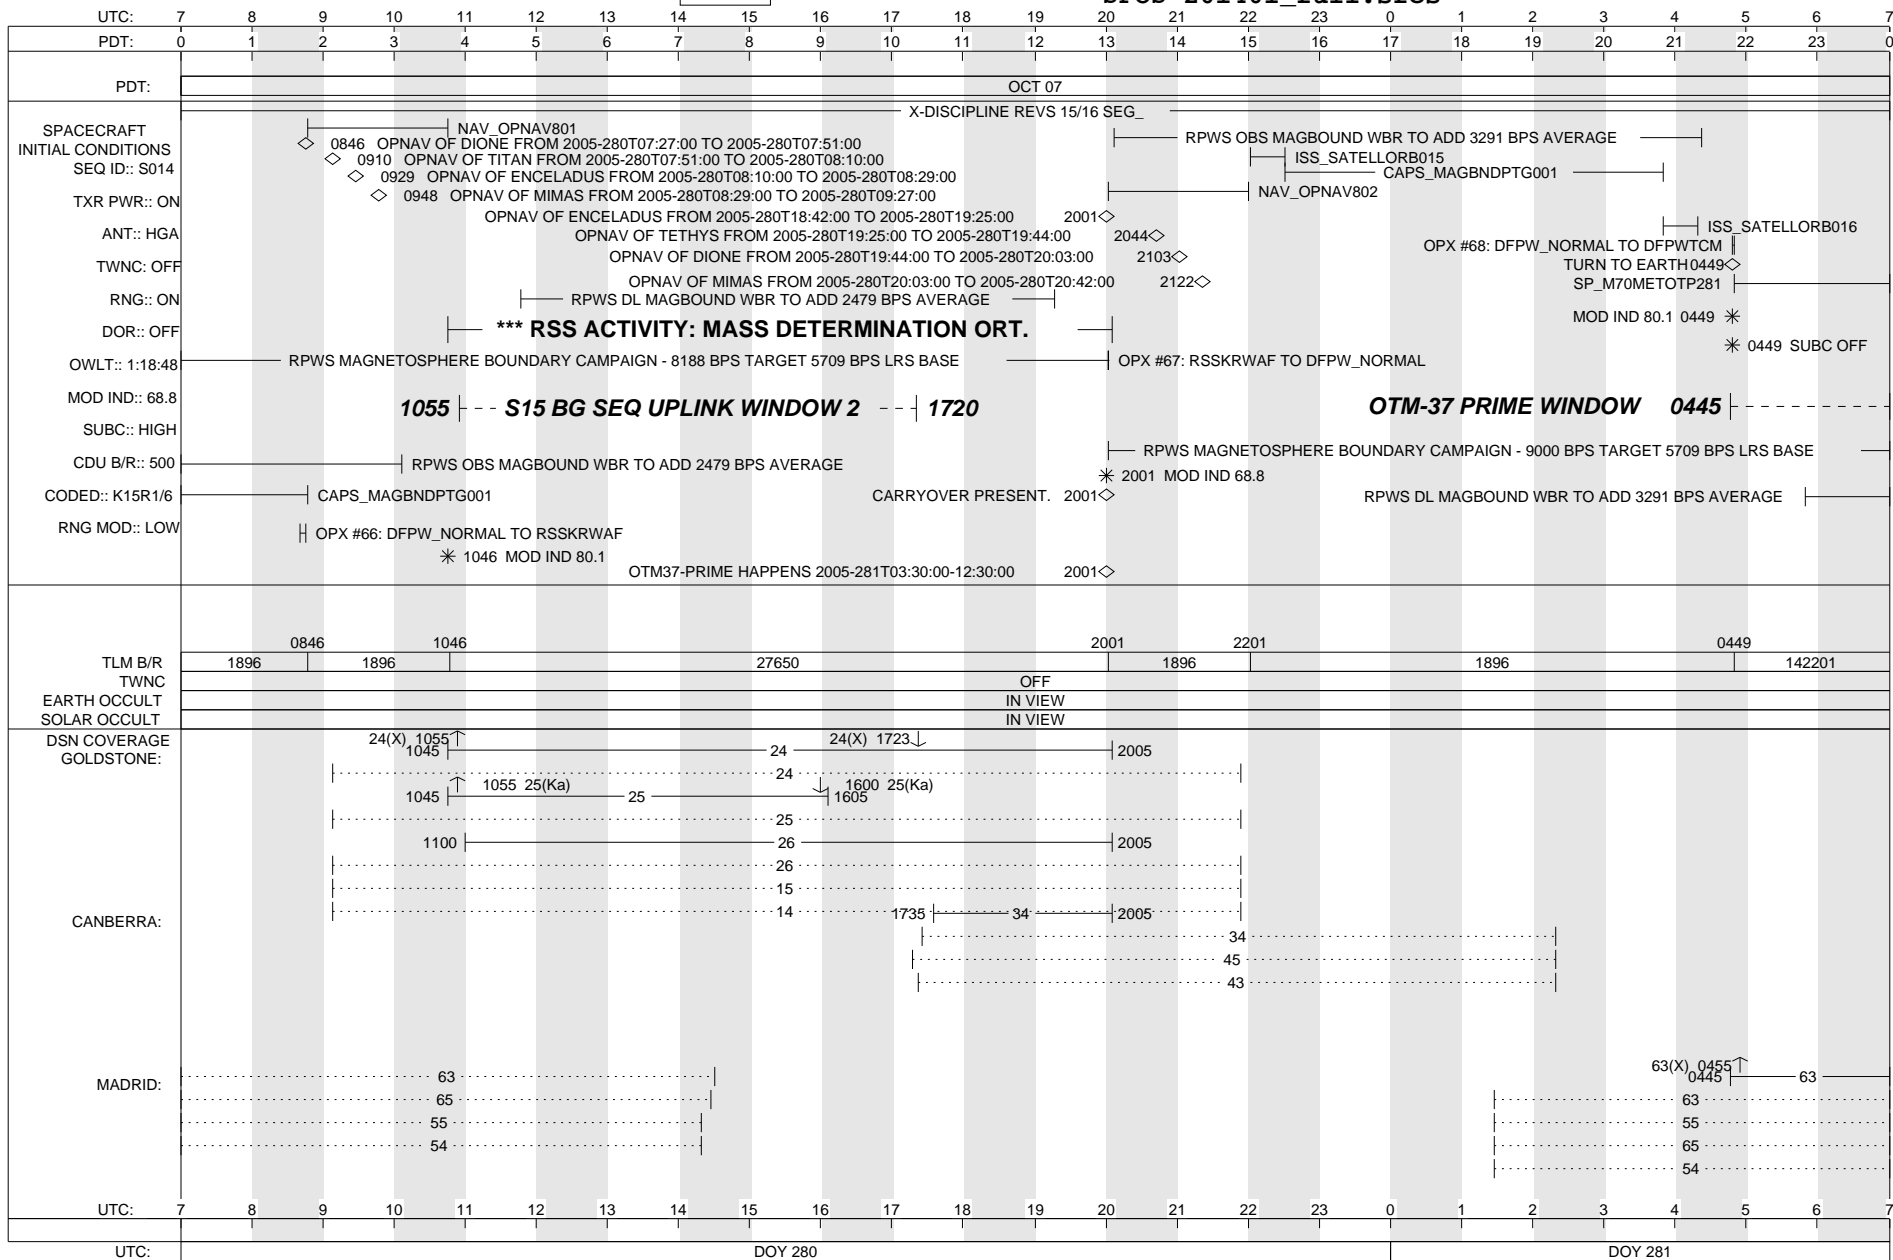 UTC: 7 8 9 10 11 12 13 14 15 16 17 18 19 20 21 22 23 0 1 2 3 4 5 6 7
PDT: 0 1 2 3 4 5 6 7 8 9 10 11 12 13 14 15 16 17 18 19 20 21 22 23 0
PDT: OCT 07
X-DISCIPLINE REVS 15/16 SEG_
SPACECRAFT
INITIAL CONDITIONS
SEQ ID:: S014
TXR PWR:: ON
ANT:: HGA
TWNC: OFF
RNG:: ON
DOR:: OFF
OWLT:: 1:18:48
MOD IND:: 68.8
SUBC:: HIGH
CDU B/R:: 500
CODED:: K15R1/6
RNG MOD:: LOW
NAV_OPNAV801
0846 OPNAV OF DIONE FROM 2005-280T07:27:00 TO 2005-280T07:51:00
0910 OPNAV OF TITAN FROM 2005-280T07:51:00 TO 2005-280T08:10:00
0929 OPNAV OF ENCELADUS FROM 2005-280T08:10:00 TO 2005-280T08:29:00
0948 OPNAV OF MIMAS FROM 2005-280T08:29:00 TO 2005-280T09:27:00
RPWS OBS MAGBOUND WBR TO ADD 3291 BPS AVERAGE
ISS_SATELLORB015
CAPS_MAGBNDPTG001
NAV_OPNAV802
OPNAV OF ENCELADUS FROM 2005-280T18:42:00 TO 2005-280T19:25:00 2001
OPNAV OF TETHYS FROM 2005-280T19:25:00 TO 2005-280T19:44:00 2044
OPNAV OF DIONE FROM 2005-280T19:44:00 TO 2005-280T20:03:00 2103
OPNAV OF MIMAS FROM 2005-280T20:03:00 TO 2005-280T20:42:00 2122
ISS_SATELLORB016
OPX #68: DFPW_NORMAL TO DFPWTCM
TURN TO EARTH 0449
SP_M70METOTP281
RPWS DL MAGBOUND WBR TO ADD 2479 BPS AVERAGE
MOD IND 80.1 0449
*** RSS ACTIVITY: MASS DETERMINATION ORT.
0449 SUBC OFF
RPWS MAGNETOSPHERE BOUNDARY CAMPAIGN - 8188 BPS TARGET 5709 BPS LRS BASE
OPX #67: RSSKRWAF TO DFPW_NORMAL
1055 S15 BG SEQ UPLINK WINDOW 2 1720
OTM-37 PRIME WINDOW 0445
RPWS MAGNETOSPHERE BOUNDARY CAMPAIGN - 9000 BPS TARGET 5709 BPS LRS BASE
RPWS OBS MAGBOUND WBR TO ADD 2479 BPS AVERAGE
2001 MOD IND 68.8
CAPS_MAGBNDPTG001
CARRYOVER PRESENT. 2001
RPWS DL MAGBOUND WBR TO ADD 3291 BPS AVERAGE
OPX #66: DFPW_NORMAL TO RSSKRWAF
1046 MOD IND 80.1
OTM37-PRIME HAPPENS 2005-281T03:30:00-12:30:00 2001
0846 1046 2001 2201 0449
TLM B/R 1896 1896 27650 1896 1896 142201
TWNC OFF
EARTH OCCULT IN VIEW
SOLAR OCCULT IN VIEW
DSN COVERAGE
GOLDSTONE:
24(X) 1055 24(X) 1723
1045 24 2005
24
1055 25(Ka) 1600 25(Ka)
1045 25 1605
25
1100 26 2005
26
15
14
CANBERRA:
1735 34 2005
34
45
43
MADRID:
63(X) 0455
0445 63
63 63
65 55
55 65
54 54
UTC: 7 8 9 10 11 12 13 14 15 16 17 18 19 20 21 22 23 0 1 2 3 4 5 6 7
UTC: DOY 280 DOY 281